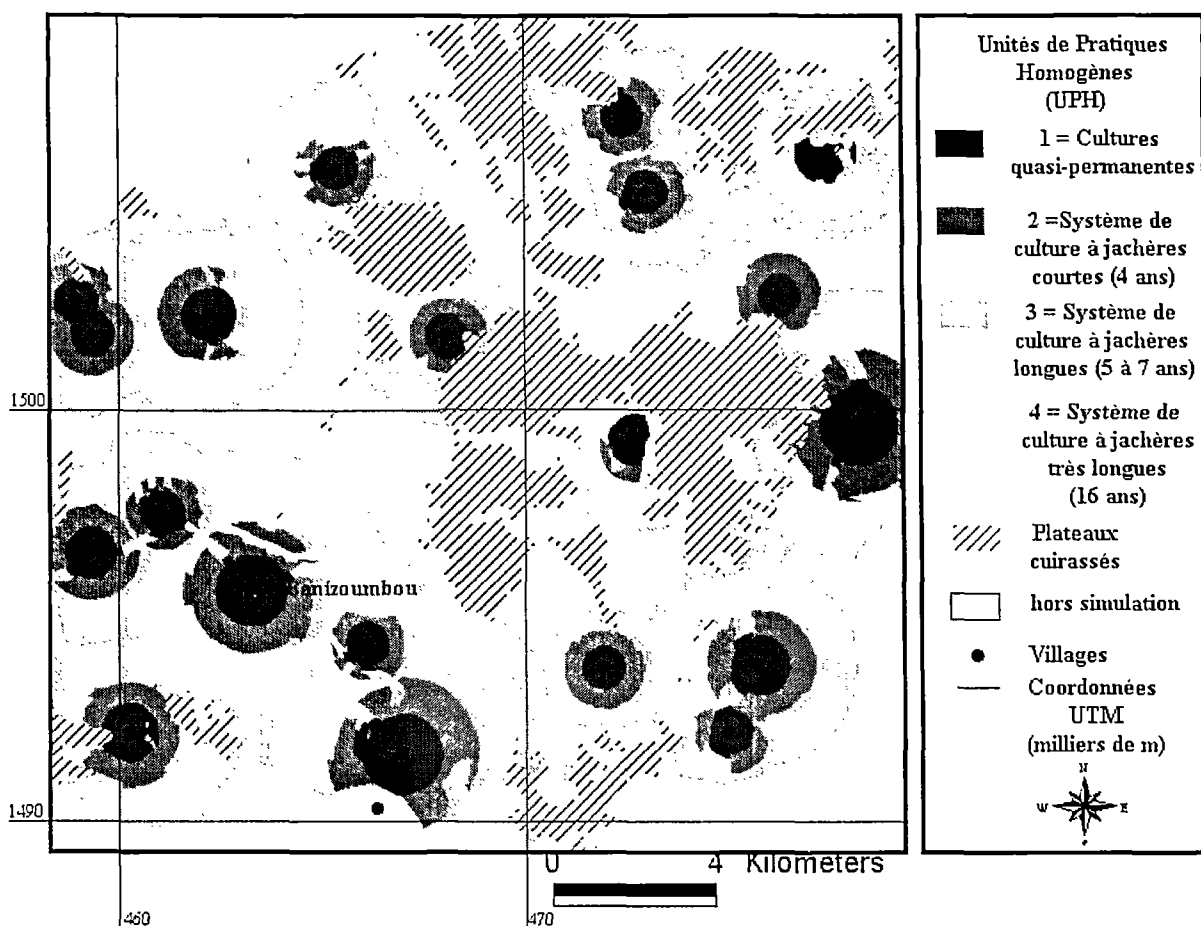 Unités de Pratiques
Homogènes
(UPH)
1 = Cultures
quasi-permanentes
2 =Système de
culture à jachères
courtes (4 ans)
3 = Système de
culture à jachères
longues (5 à 7 ans)
4 = Système de
culture à jachères
très longues
(16 ans)
Plateaux
cuirassés
hors simulation
Villages
Coordonnées
UTM
(milliers de m)
N
W E
1500
Banizoumbou
1490
0 4 Kilometers
460 470